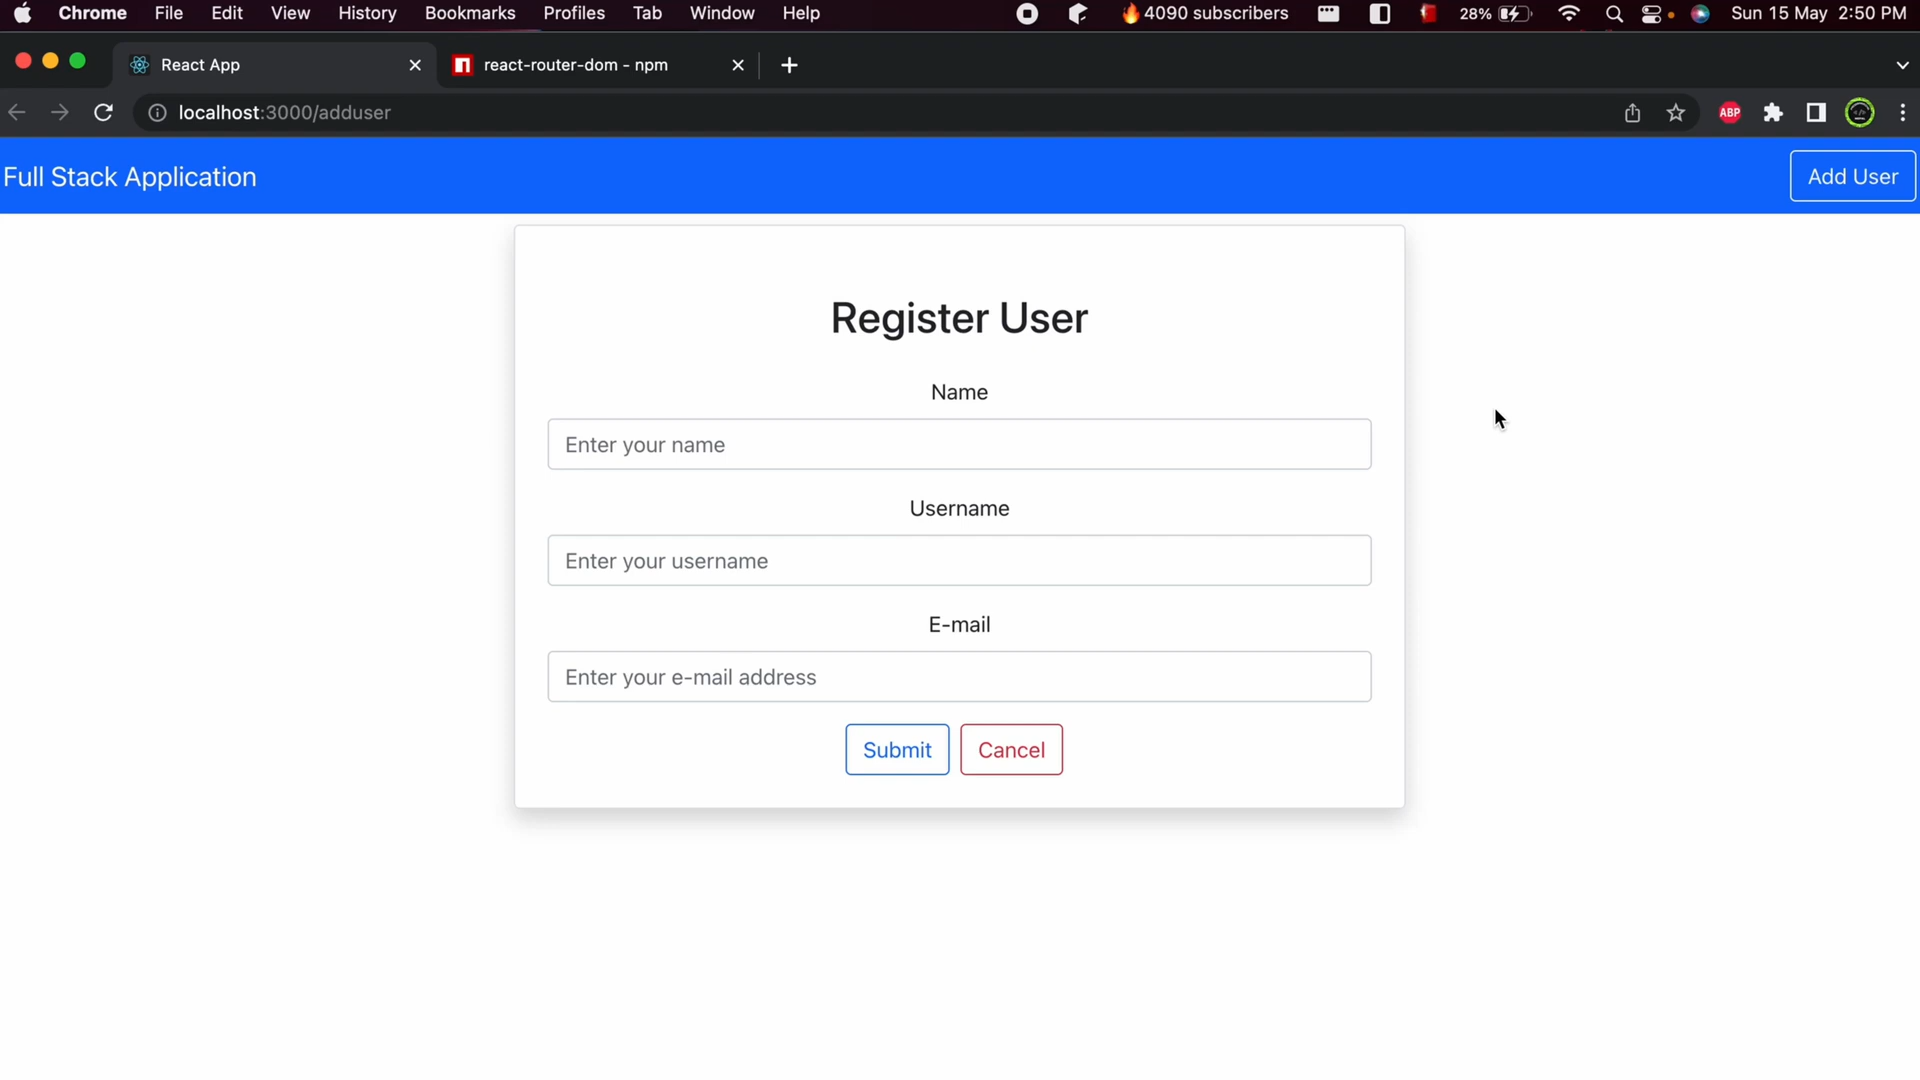 Chrome File Edit View History Bookmarks Profiles Tab Window Help 4090 subscribers 28% Sun 15 May 2:50 PM
React App react-router-dom - npm
localhost:3000/adduser ABP
Full Stack Application Add User
Register User
Name
Enter your name
Username
Enter your username
E-mail
Enter your e-mail address
Submit Cancel